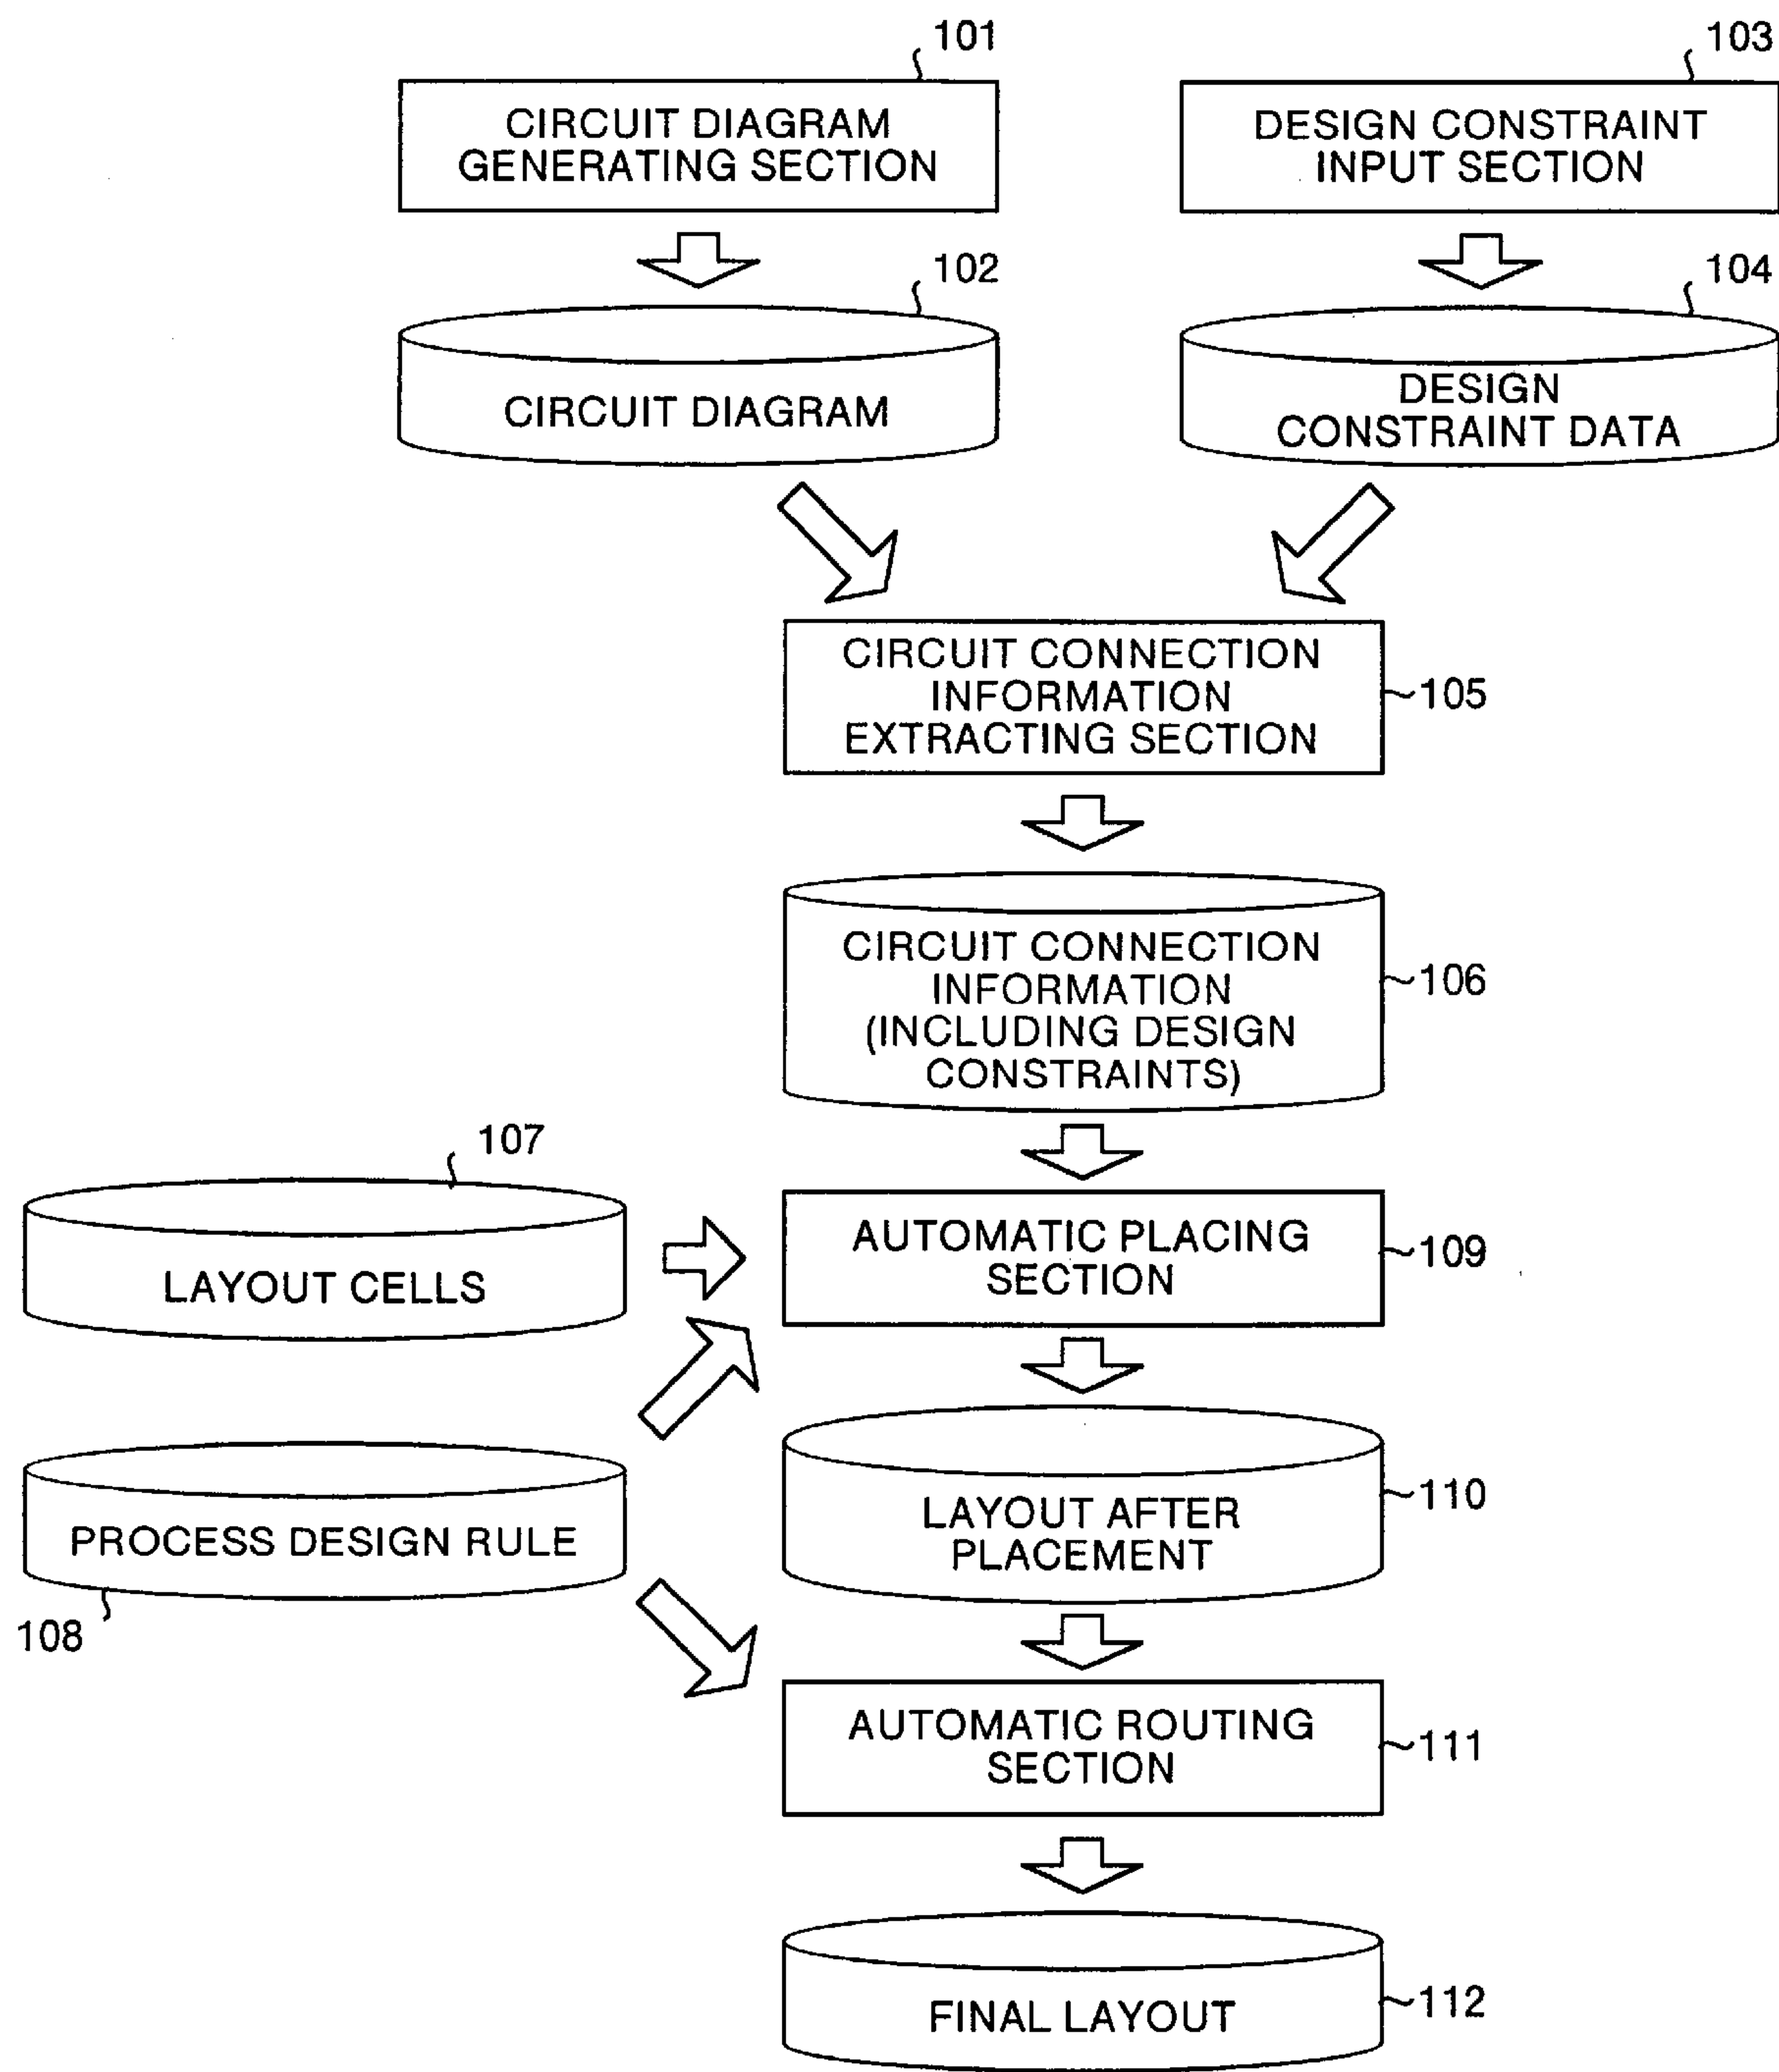 101
CIRCUIT DIAGRAM
GENERATING SECTION
103
DESIGN CONSTRAINT
INPUT SECTION
102
CIRCUIT DIAGRAM
104
DESIGN
CONSTRAINT DATA
CIRCUIT CONNECTION
INFORMATION
EXTRACTING SECTION
105
CIRCUIT CONNECTION
INFORMATION
(INCLUDING DESIGN
CONSTRAINTS)
106
107
LAYOUT CELLS
AUTOMATIC PLACING
SECTION
109
PROCESS DESIGN RULE
108
LAYOUT AFTER
PLACEMENT
110
AUTOMATIC ROUTING
SECTION
111
FINAL LAYOUT
112